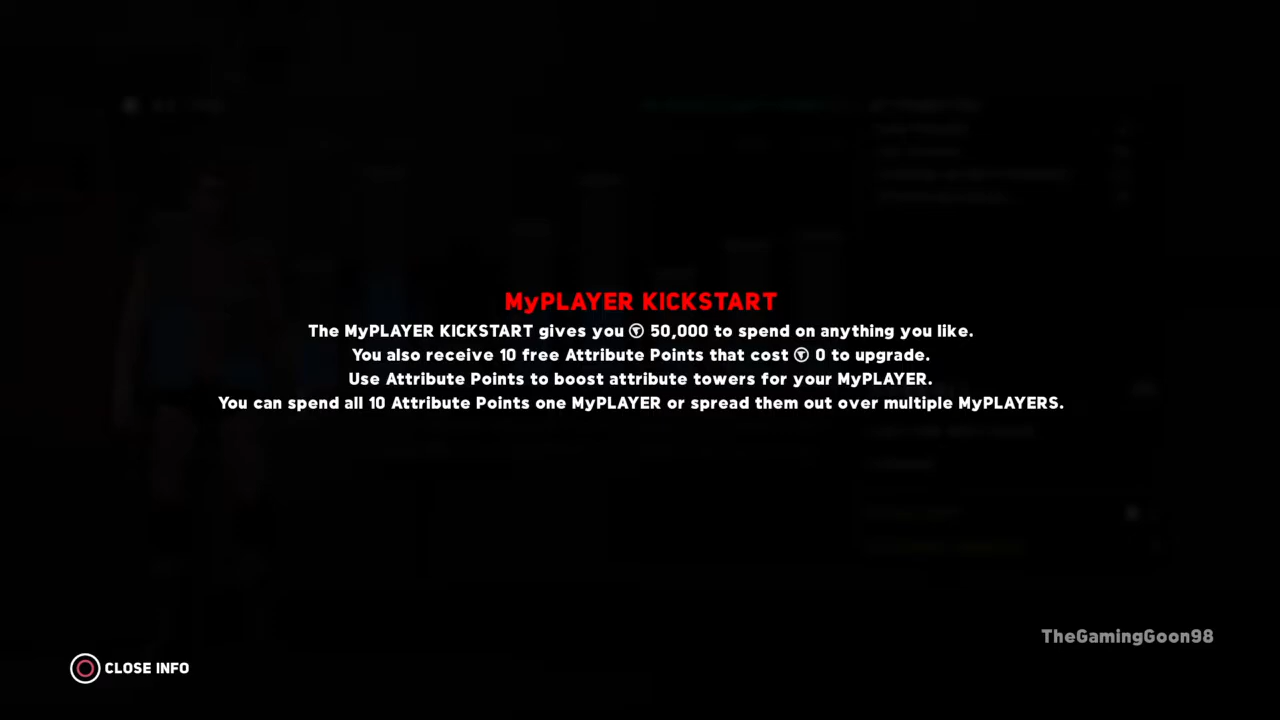 MyPLAYER KICKSTART
The MyPLAYER KICKSTART gives you Ⓣ 50,000 to spend on anything you like.
You also receive 10 free Attribute Points that cost Ⓣ 0 to upgrade.
Use Attribute Points to boost attribute towers for your MyPLAYER.
You can spend all 10 Attribute Points one MyPLAYER or spread them out over multiple MyPLAYERS.
TheGamingGoon98
CLOSE INFO